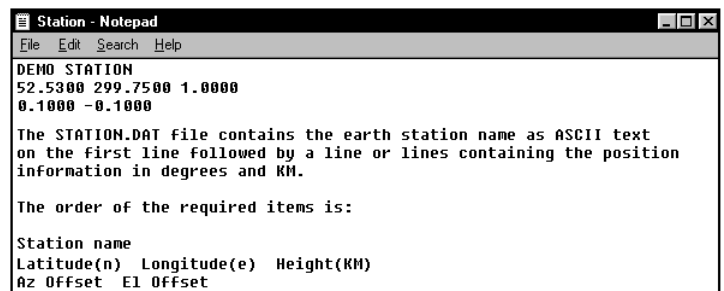 Station - Notepad
File Edit Search Help
DEMO STATION
52.5300 299.7500 1.0000
0.1000 -0.1000
The STATION.DAT file contains the earth station name as ASCII text
on the first line followed by a line or lines containing the position
information in degrees and KM.
The order of the required items is:
Station name
Latitude(n) Longitude(e) Height(KM)
Az Offset El Offset